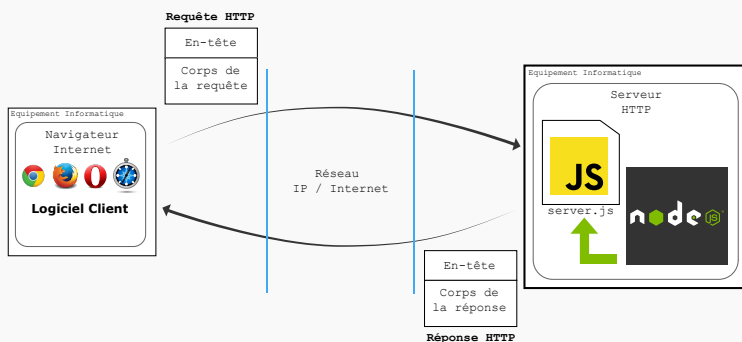 Requête HTTP
En-tête
Corps de
la requête
Equipement Informatique
Navigateur
Internet
Logiciel Client
Réseau
IP / Internet
Equipement Informatique
Serveur
HTTP
JS
server.js
node
JS
En-tête
Corps de
la réponse
Réponse HTTP